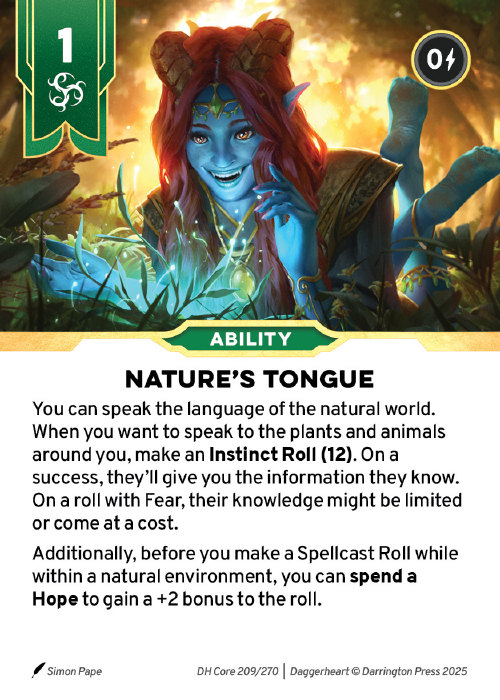 1
0
ABILITY
NATURE'S TONGUE
You can speak the language of the natural world.
When you want to speak to the plants and animals
around you, make an Instinct Roll (12). On a
success, they'll give you the information they know.
On a roll with Fear, their knowledge might be limited
or come at a cost.
Additionally, before you make a Spellcast Roll while
within a natural environment, you can spend a
Hope to gain a +2 bonus to the roll.
Simon Pape
DH Core 209/270 | Daggerheart © Darrington Press 2025